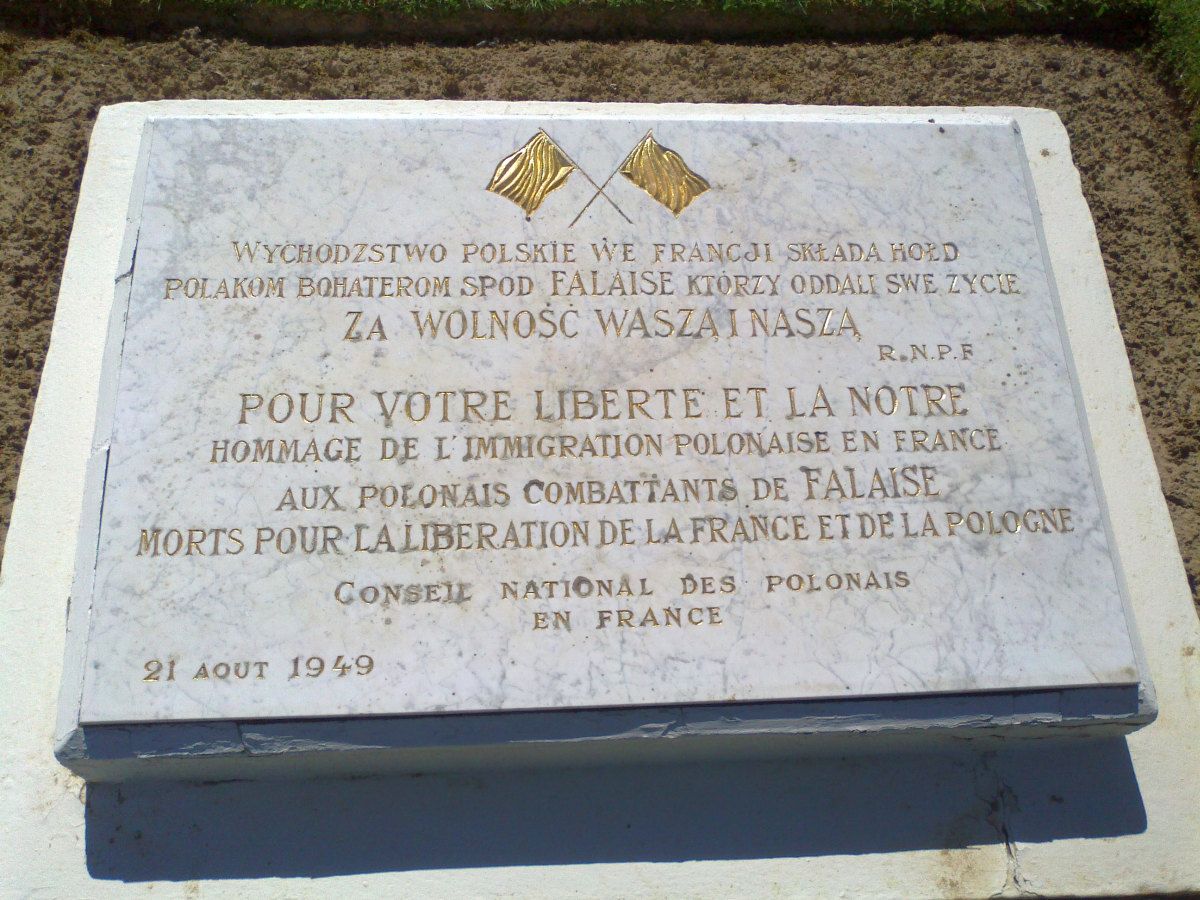 WYCHODZSTWO POLSKIE WE FRANCJI SKŁADA HOŁD
POLAKOM BOHATEROM SPOD FALAISE KTÓRZY ODDALI SWE ŻYCIE
ZA WOLNOŚC WASZĄ I NASZĄ
R.N.P.F
POUR VOTRE LIBERTE ET LA NOTRE
HOMMAGE DE L'IMMIGRATION POLONAISE EN FRANCE
AUX POLONAIS COMBATTANTS DE FALAISE
MORTS POUR LA LIBERATION DE LA FRANCE ET DE LA POLOGNE
CONSEIL NATIONAL DES POLONAIS
EN FRANCE
21 AOUT 1949